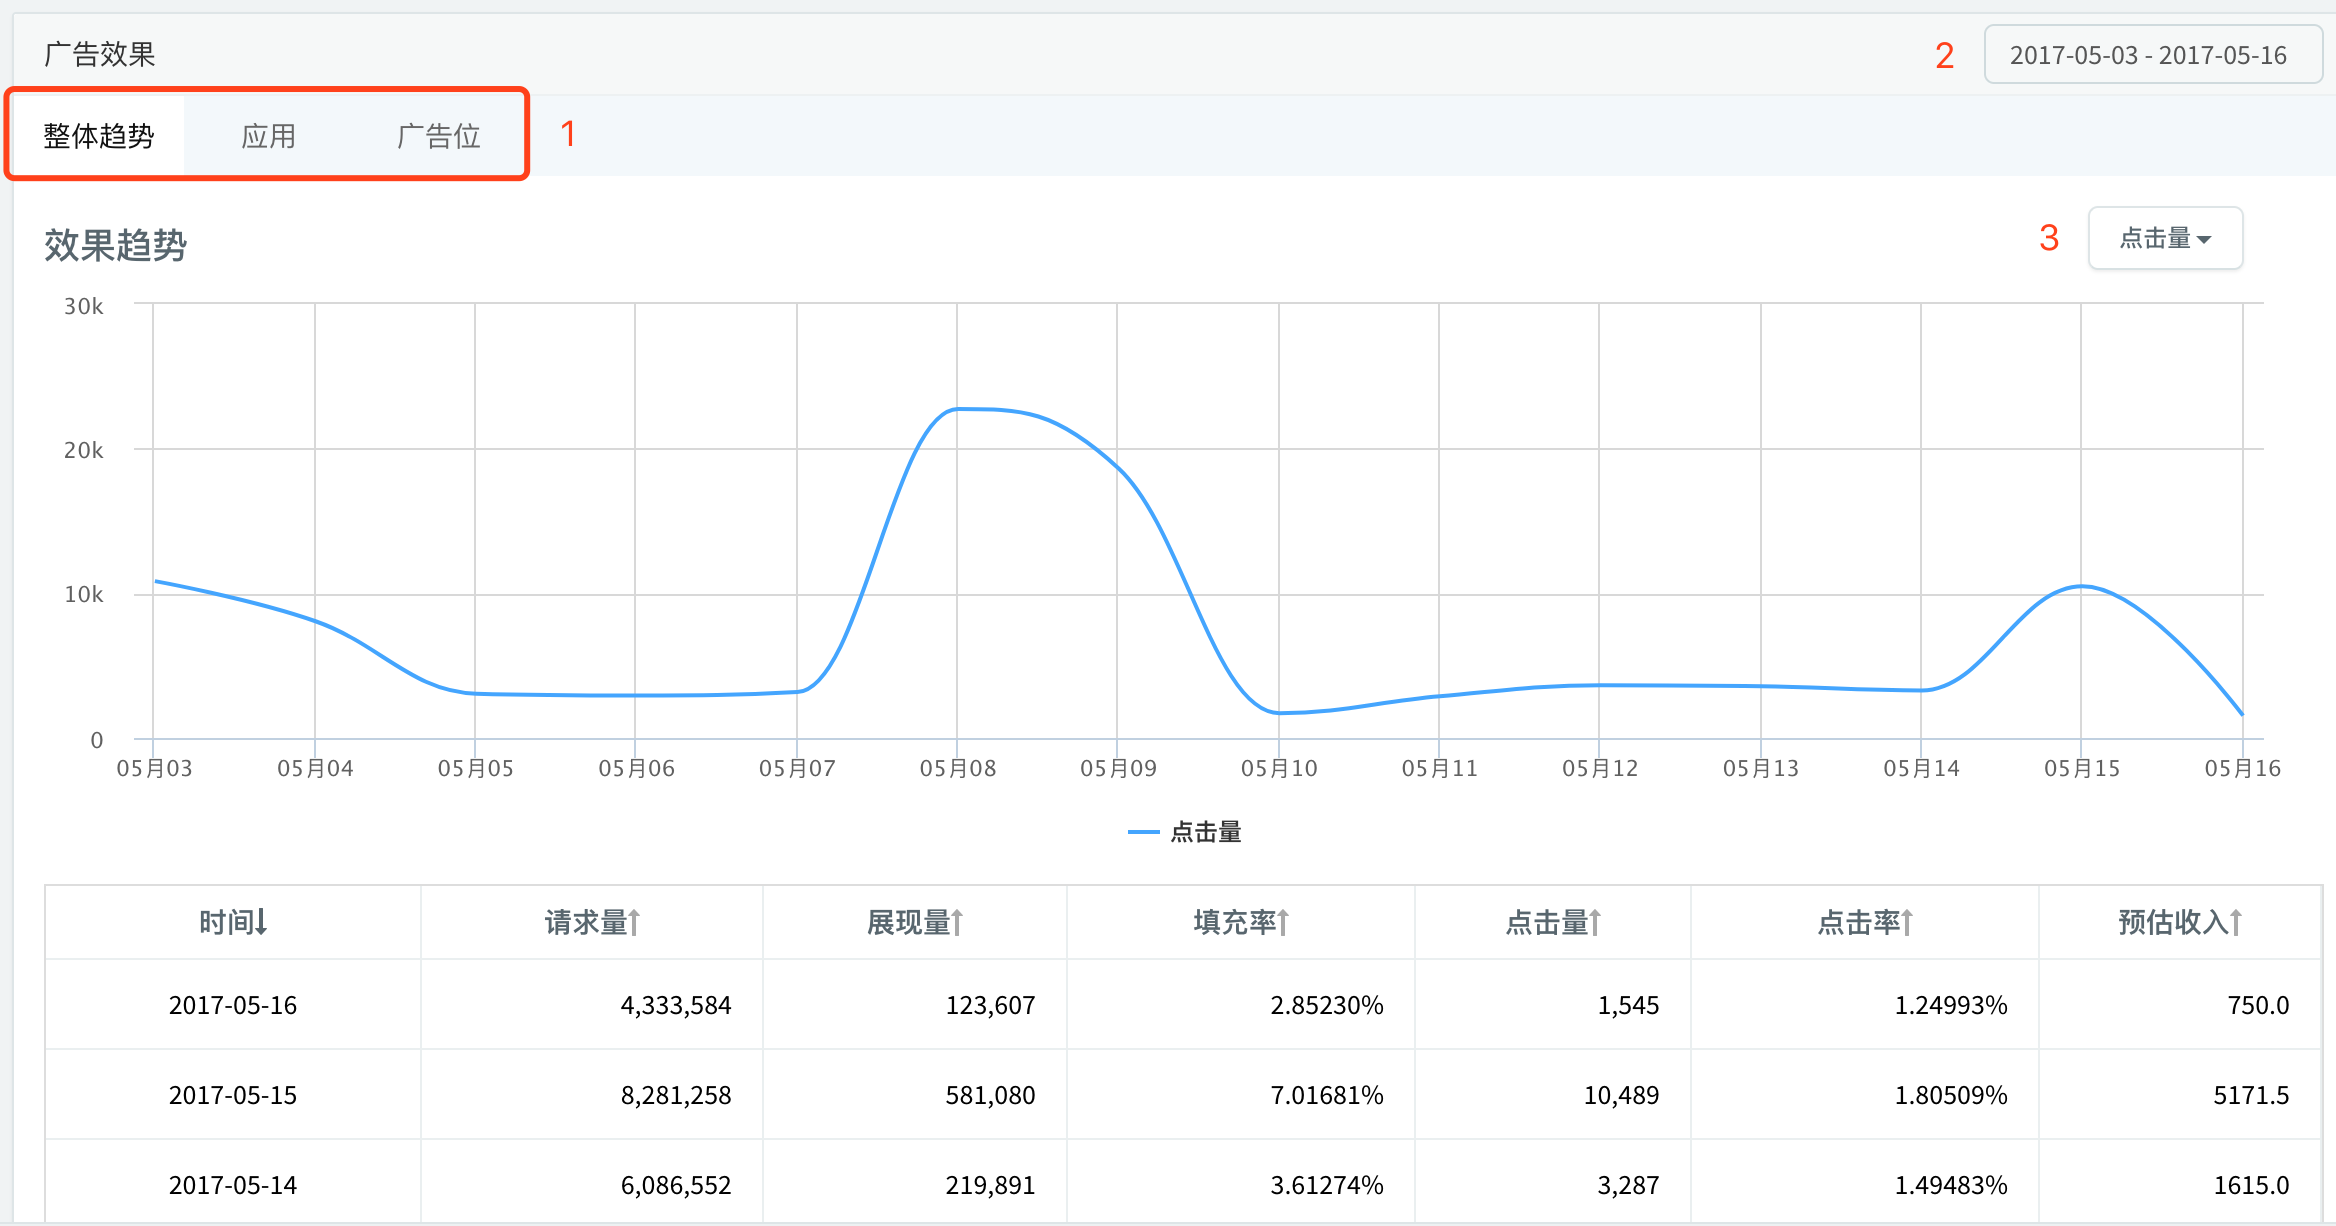 广告效果
2
2017-05-03 - 2017-05-16
整体趋势 应用 广告位
1
效果趋势
3
点击量
30k
20k
10k
0
05月03 05月04 05月05 05月06 05月07 05月08 05月09 05月10 05月11 05月12 05月13 05月14 05月15 05月16
点击量
时间↓ 请求量↑ 展现量↑ 填充率↑ 点击量↑ 点击率↑ 预估收入↑
2017-05-16 4,333,584 123,607 2.85230% 1,545 1.24993% 750.0
2017-05-15 8,281,258 581,080 7.01681% 10,489 1.80509% 5171.5
2017-05-14 6,086,552 219,891 3.61274% 3,287 1.49483% 1615.0